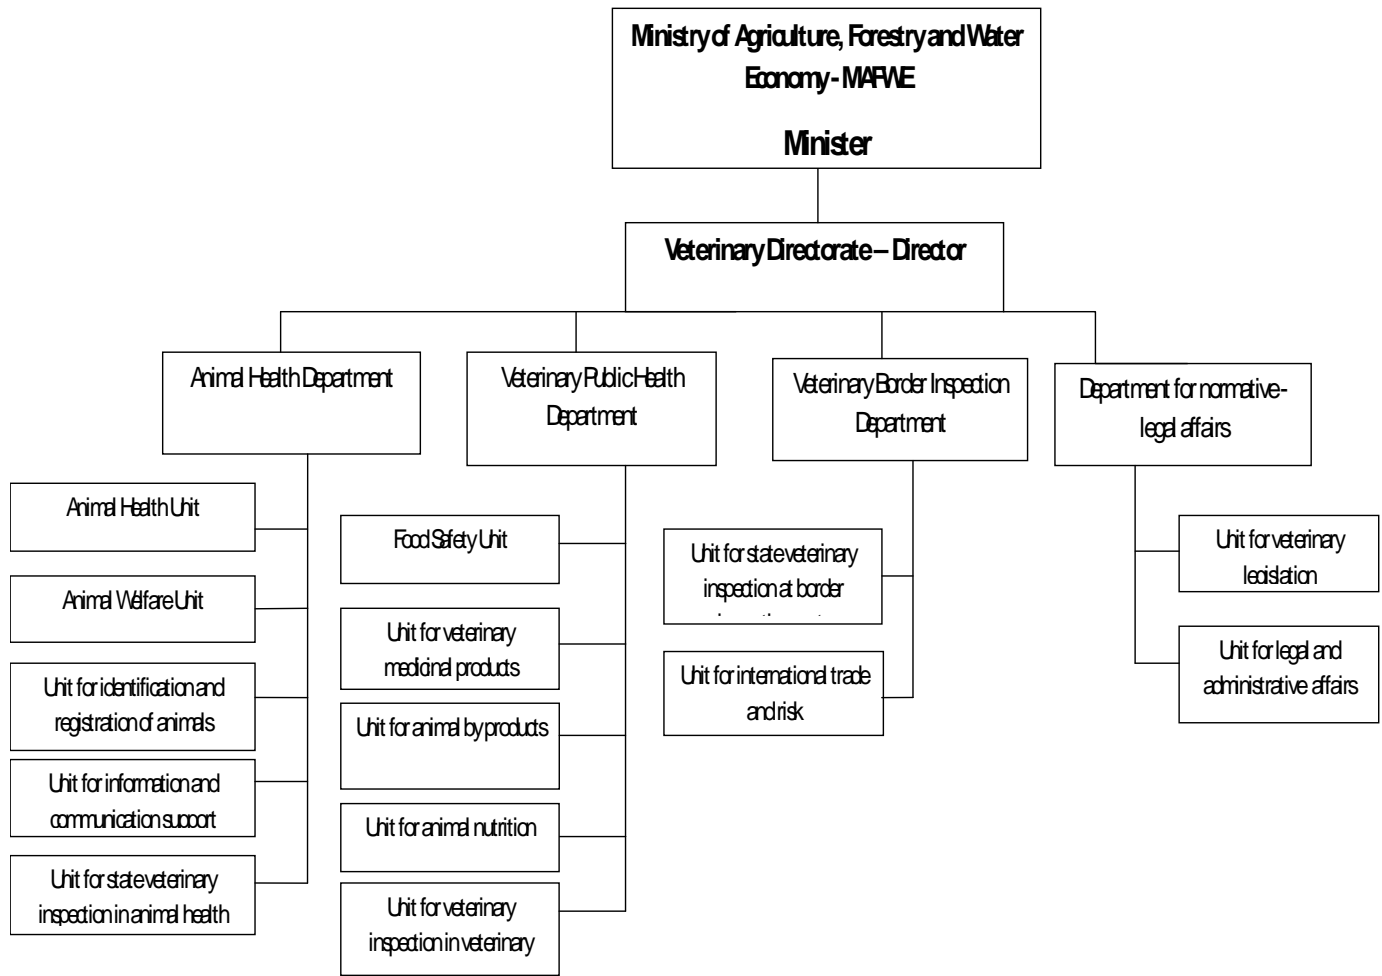 Ministry of Agriculture, Forestry and Water
Economy - MAFWE
Minister
Veterinary Directorate – Director
Animal Health Department
Veterinary Public Health
Department
Veterinary Border Inspection
Department
Department for normative-
legal affairs
Animal Health Unit
Animal Welfare Unit
Unit for identification and
registration of animals
Unit for information and
communication support
Unit for state veterinary
inspection in animal health
Food Safety Unit
Unit for veterinary
medicinal products
Unit for animal by products
Unit for animal nutrition
Unit for veterinary
inspection in veterinary
Unit for state veterinary
inspection at border
Unit for international trade
and risk
Unit for veterinary
legislation
Unit for legal and
administrative affairs